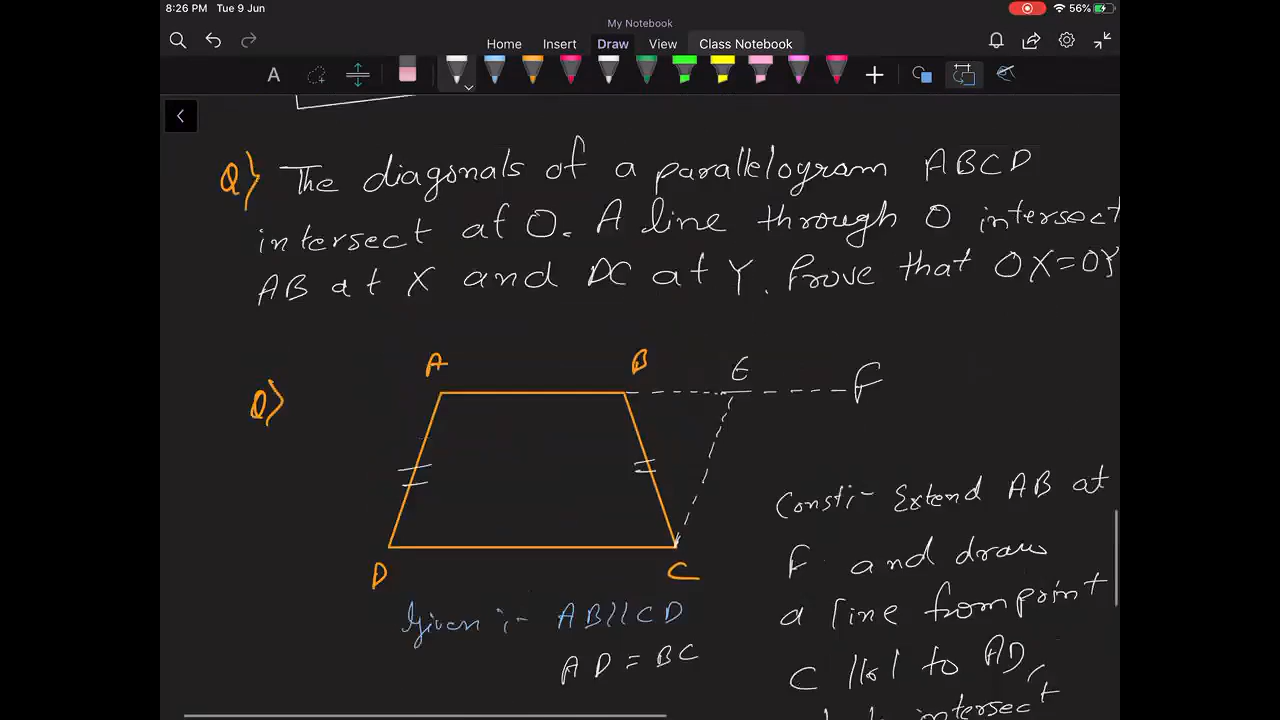 8:26 PM Tue 9 Jun
56%
My Notebook
Home Insert Draw View Class Notebook
A
Q) The diagonals of a parallelogram ABCD
intersect at O. A line through O intersect
AB at X and DC at Y. Prove that OX=OY
A B E F
Q)
D C
Given :- AB||CD
AD = BC
Const:- Extend AB at
F and draw
a line from point
C ||el to AD,
intersect